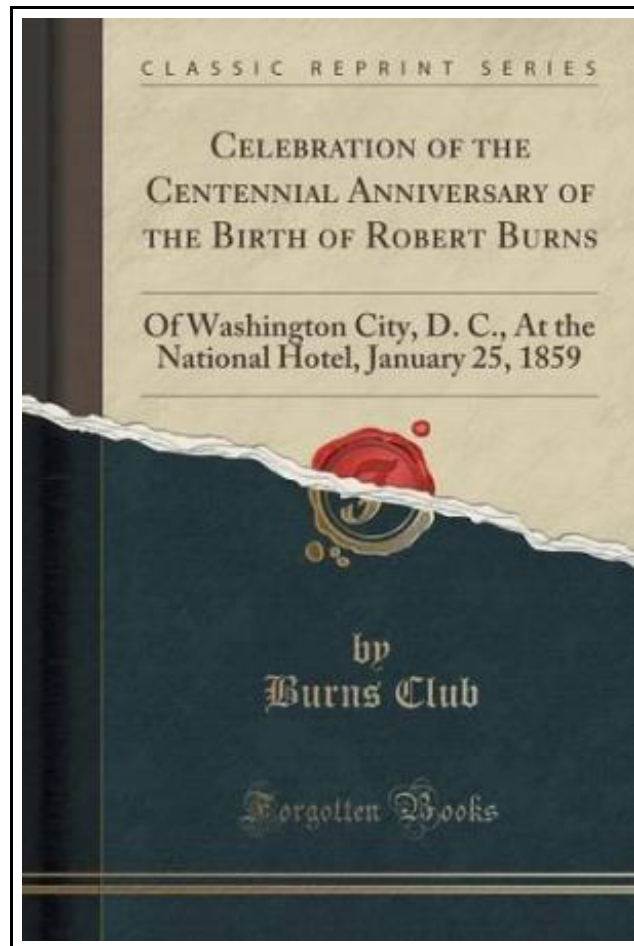 CLASSIC REPRINT SERIES
CELEBRATION OF THE
CENTENNIAL ANNIVERSARY OF
THE BIRTH OF ROBERT BURNS
Of Washington City, D. C., At the
National Hotel, January 25, 1859
by
Burns Club
Forgotten Books